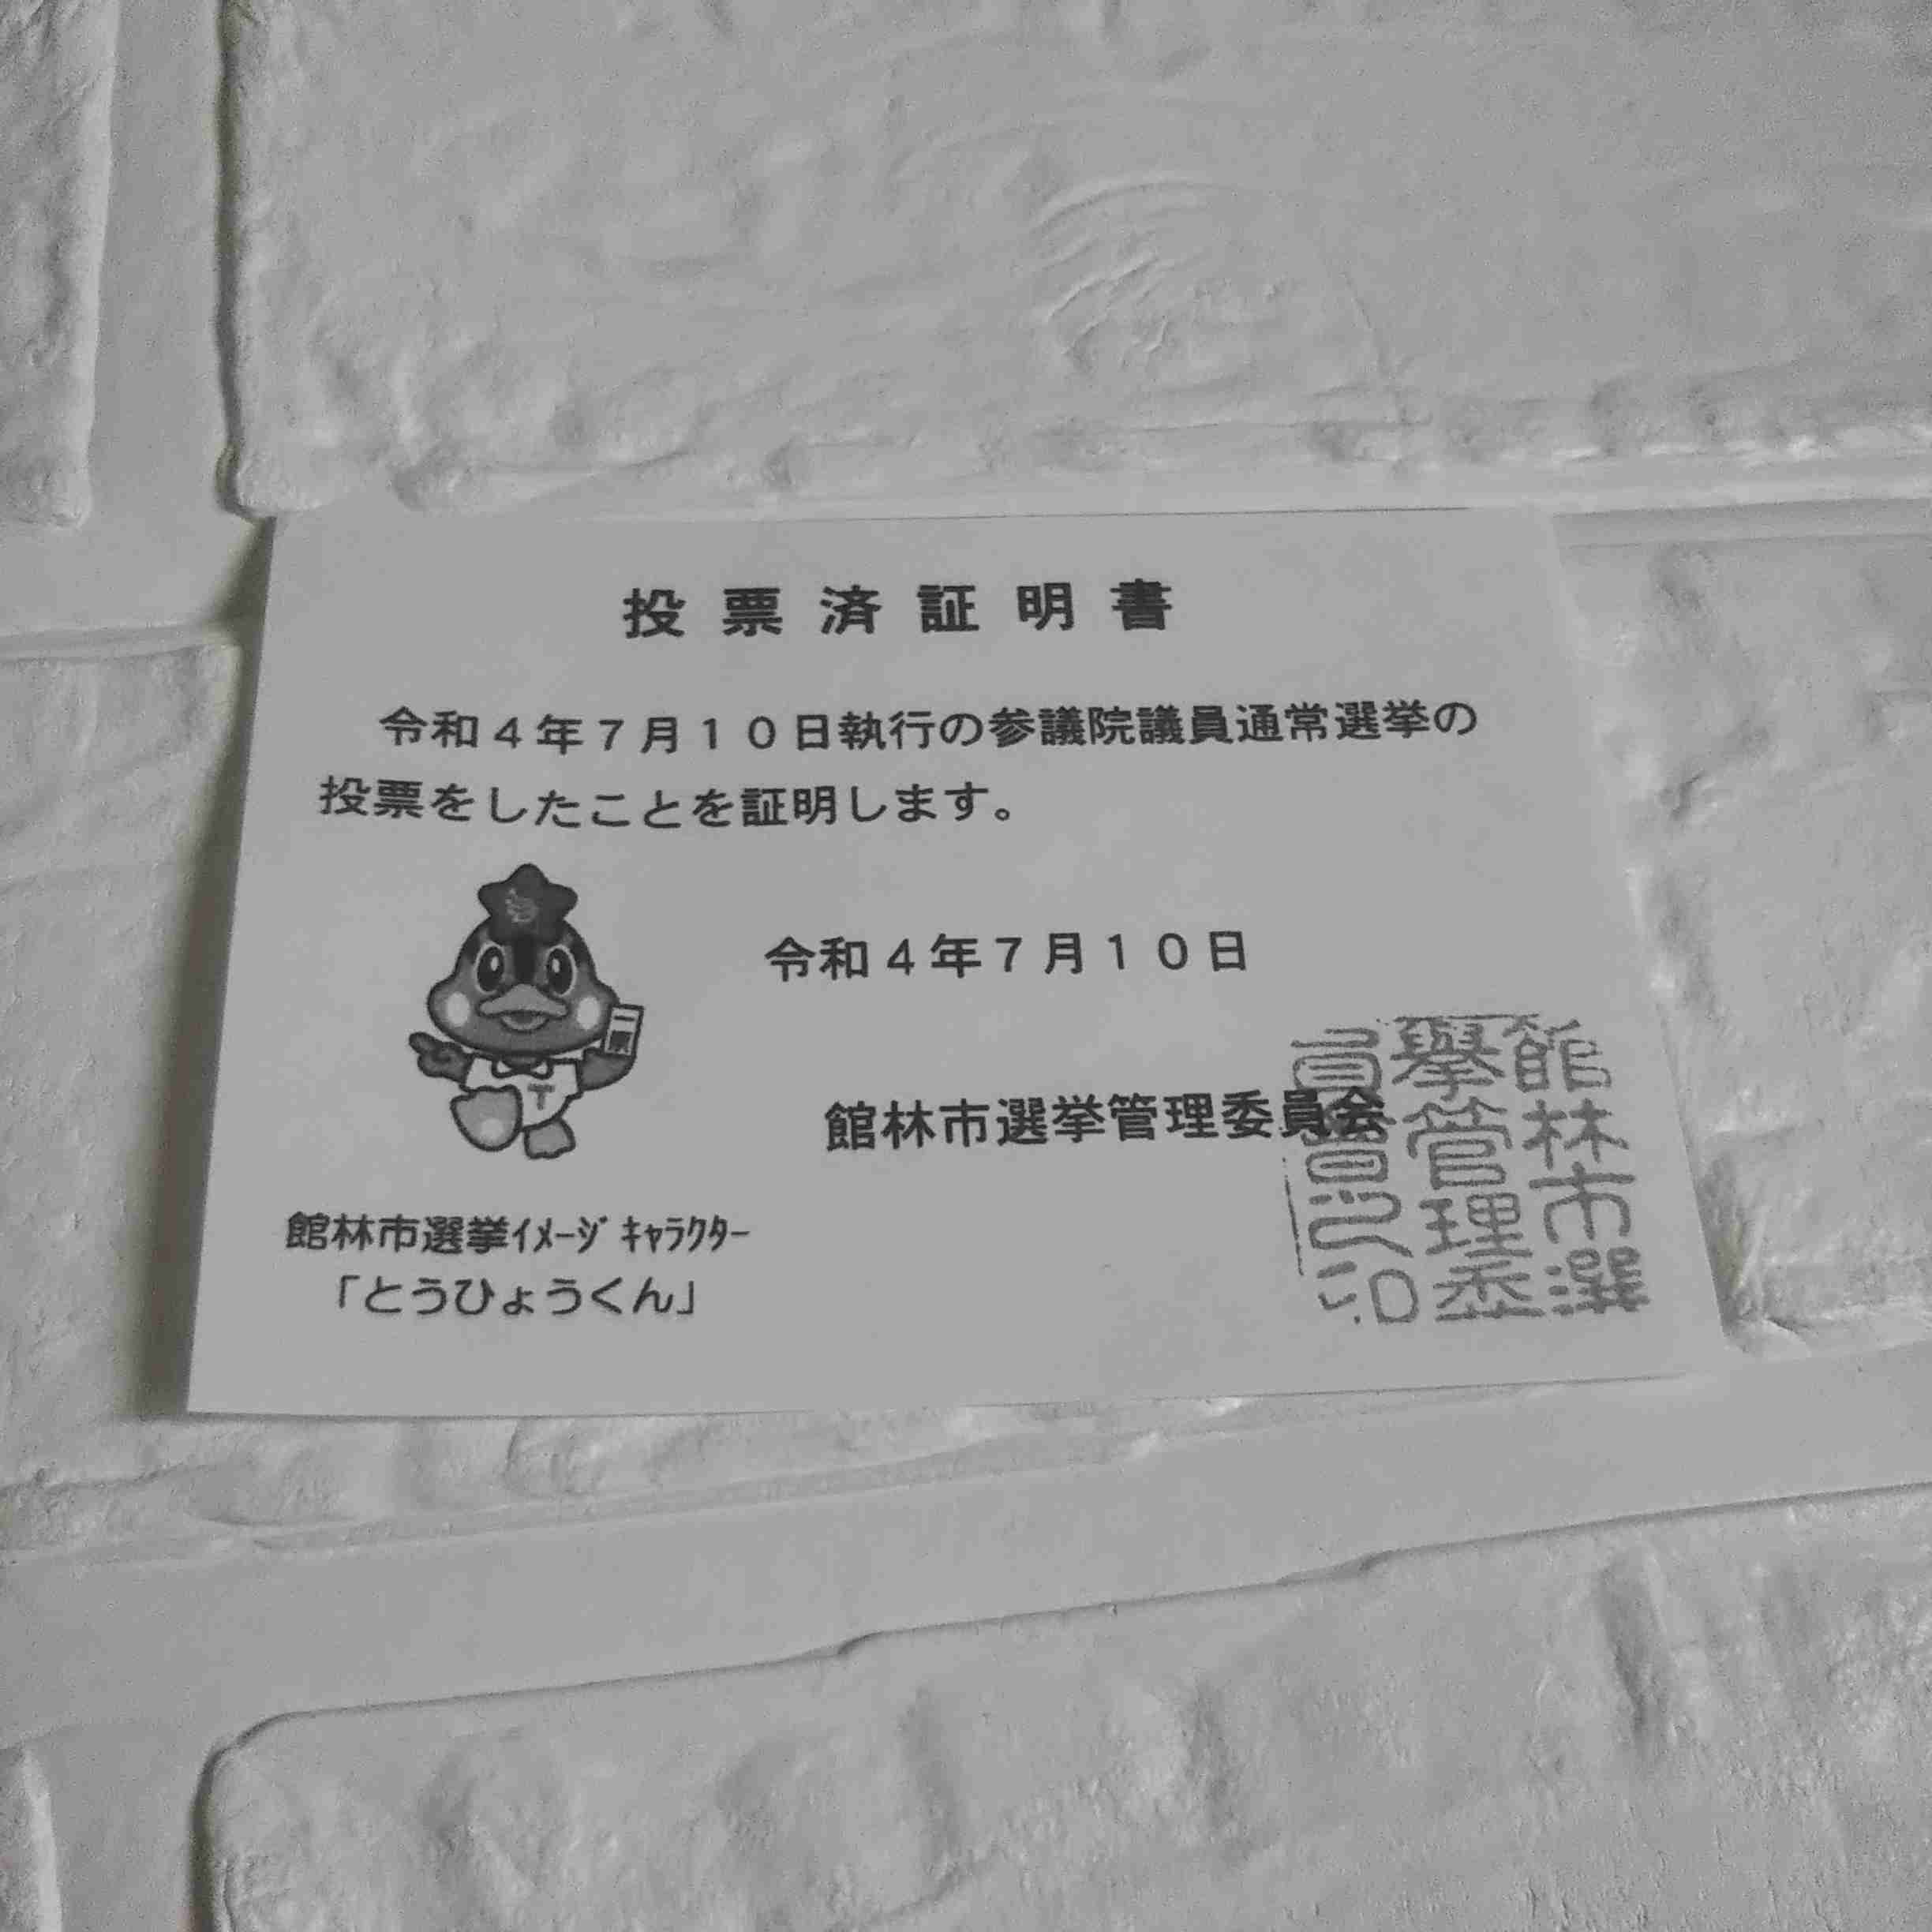 投票済証明書
令和４年７月１０日執行の参議院議員通常選挙の
投票をしたことを証明します。
一票
T
令和４年７月１０日
館林市選挙管理委員会
館林市選
擧管理委
員會之印
館林市選挙ｲﾒｰｼﾞｷｬﾗｸﾀｰ
「とうひょうくん」